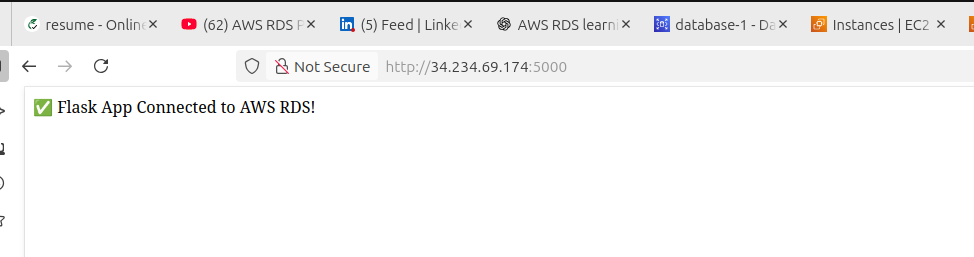 resume - Online
(62) AWS RDS P
(5) Feed | Linke
AWS RDS learni
database-1 - Da
Instances | EC2
Not Secure http://34.234.69.174:5000
✅ Flask App Connected to AWS RDS!